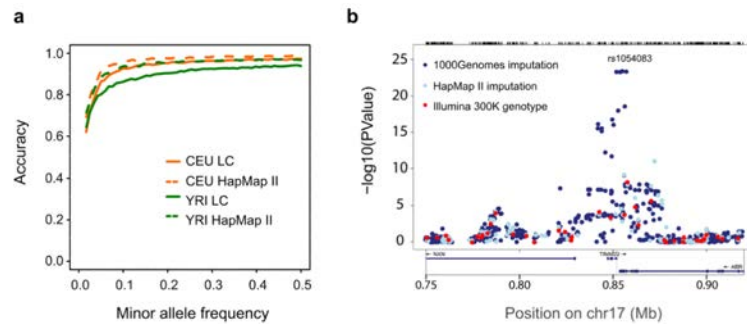 a
1.0
0.8
0.6
0.4
0.2
0.0
Accuracy
CEU LC
CEU HapMap II
YRI LC
YRI HapMap II
0.0 0.1 0.2 0.3 0.4 0.5
Minor allele frequency
b
25
20
15
10
5
0
−log10(PValue)
rs1054083
1000Genomes imputation
HapMap II imputation
Illumina 300K genotype
← NXN
← ABR
0.75 0.80 0.85 0.90
Position on chr17 (Mb)